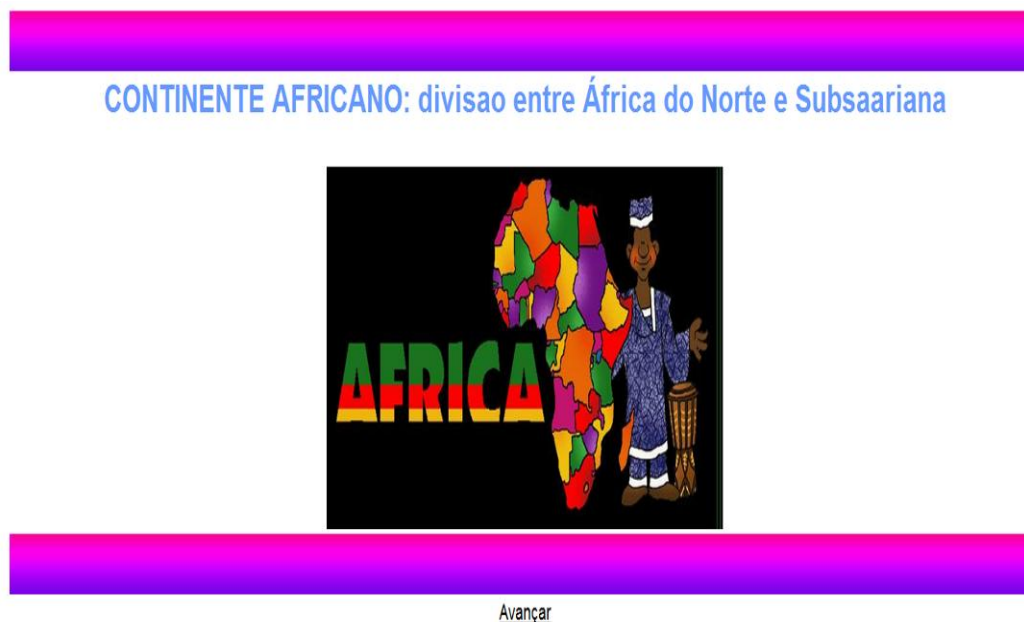 CONTINENTE AFRICANO: divisao entre África do Norte e Subsaariana
AFRICA
Avançar